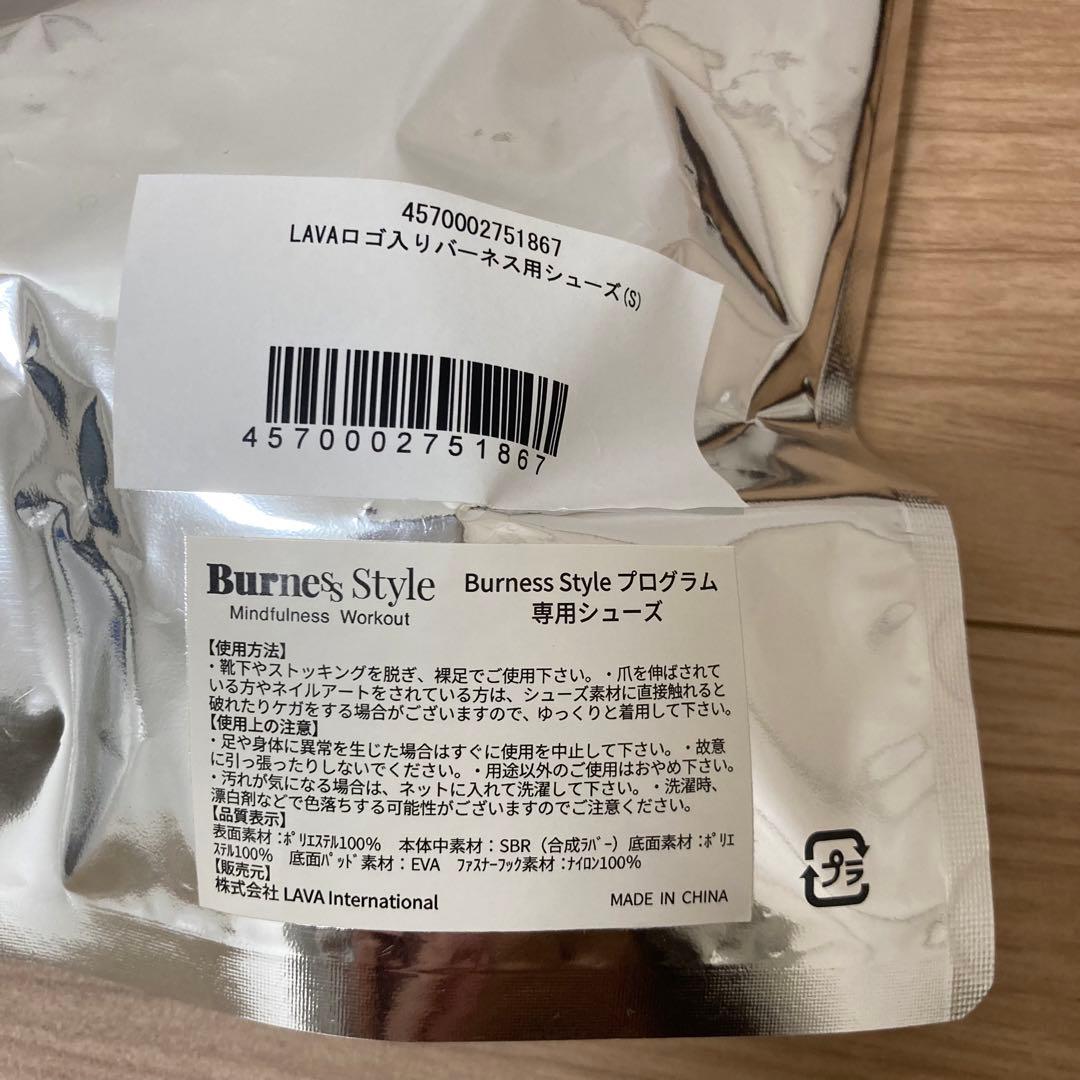 4570002751867
LAVAロゴ入りバーネス用シューズ(S)
4570002751867
Burness Style
Mindfulness Workout
Burness Style プログラム
専用シューズ
【使用方法】
・靴下やストッキングを脱ぎ、裸足でご使用下さい。・爪を伸ばされて
いる方やネイルアートをされている方は、シューズ素材に直接触れると
破れたりケガをする場合がございますので、ゆっくりと着用して下さい。
【使用上の注意】
・足や身体に異常を生じた場合はすぐに使用を中止して下さい。・故意
に引っ張ったりしないでください。・用途以外のご使用はおやめ下さい。
・汚れが気になる場合は、ネットに入れて洗濯して下さい。・洗濯時、
漂白剤などで色落ちする可能性がございますのでご注意ください。
【品質表示】
表面素材:ﾎﾟﾘｴｽﾃﾙ100% 本体中素材:SBR（合成ﾗﾊﾞｰ）底面素材:ﾎﾟﾘｴ
ｽﾃﾙ100% 底面ﾊﾟｯﾄﾞ素材:EVA ﾌｧｽﾅｰﾌｯｸ素材:ﾅｲﾛﾝ100%
【販売元】
株式会社 LAVA International
MADE IN CHINA
プラ